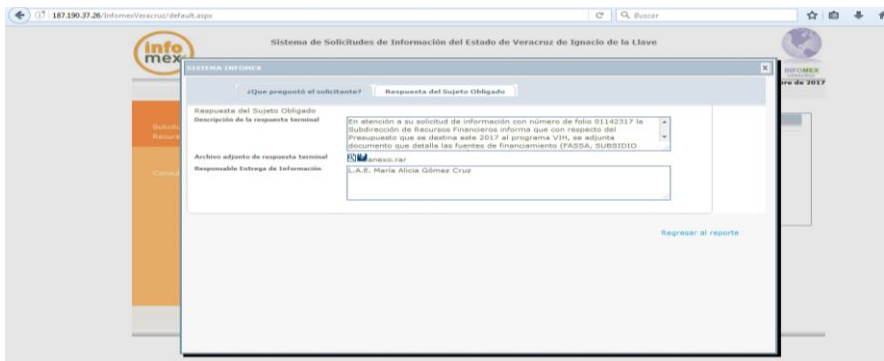 187.190.37.26/InfomexVeracruz/default.aspx
Buscar
info
mex
Sistema de Solicitudes de Información del Estado de Veracruz de Ignacio de la Llave
INFOMEX
re de 2017
SISTEMA INFOMEX
x
¿Que preguntó el solicitante?
Respuesta del Sujeto Obligado
Respuesta del Sujeto Obligado
Descripción de la respuesta terminal
En atención a su solicitud de información con número de folio 01142317 la
Subdirección de Recursos Financieros informa que con respecto del
Presupuesto que se destina este 2017 al programa VIH, se adjunta
documento que detalla las fuentes de financiamiento (FASSA, SUBSIDIO
Archivo adjunto de respuesta terminal
anexo.rar
Responsable Entrega de Información
L.A.E. María Alicia Gómez Cruz
Regresar al reporte
Solicit
Recurs
Consul